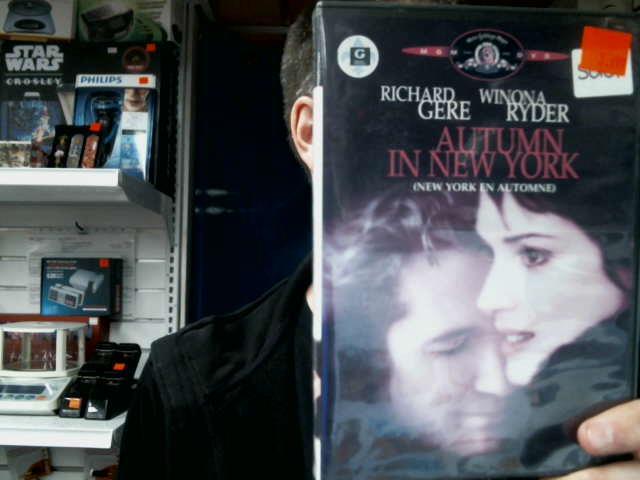 STAR
WARS
CROSLEY
PHILIPS
G
RICHARD
GERE
WINONA
RYDER
AUTUMN
IN NEW YORK
(NEW YORK EN AUTOMNE)